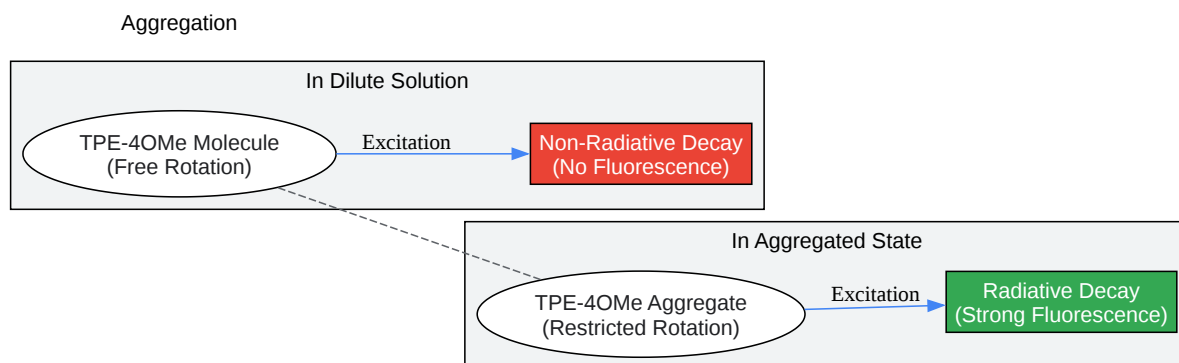 Aggregation
In Dilute Solution
TPE-4OMe Molecule
(Free Rotation)
Excitation
Non-Radiative Decay
(No Fluorescence)
In Aggregated State
TPE-4OMe Aggregate
(Restricted Rotation)
Excitation
Radiative Decay
(Strong Fluorescence)